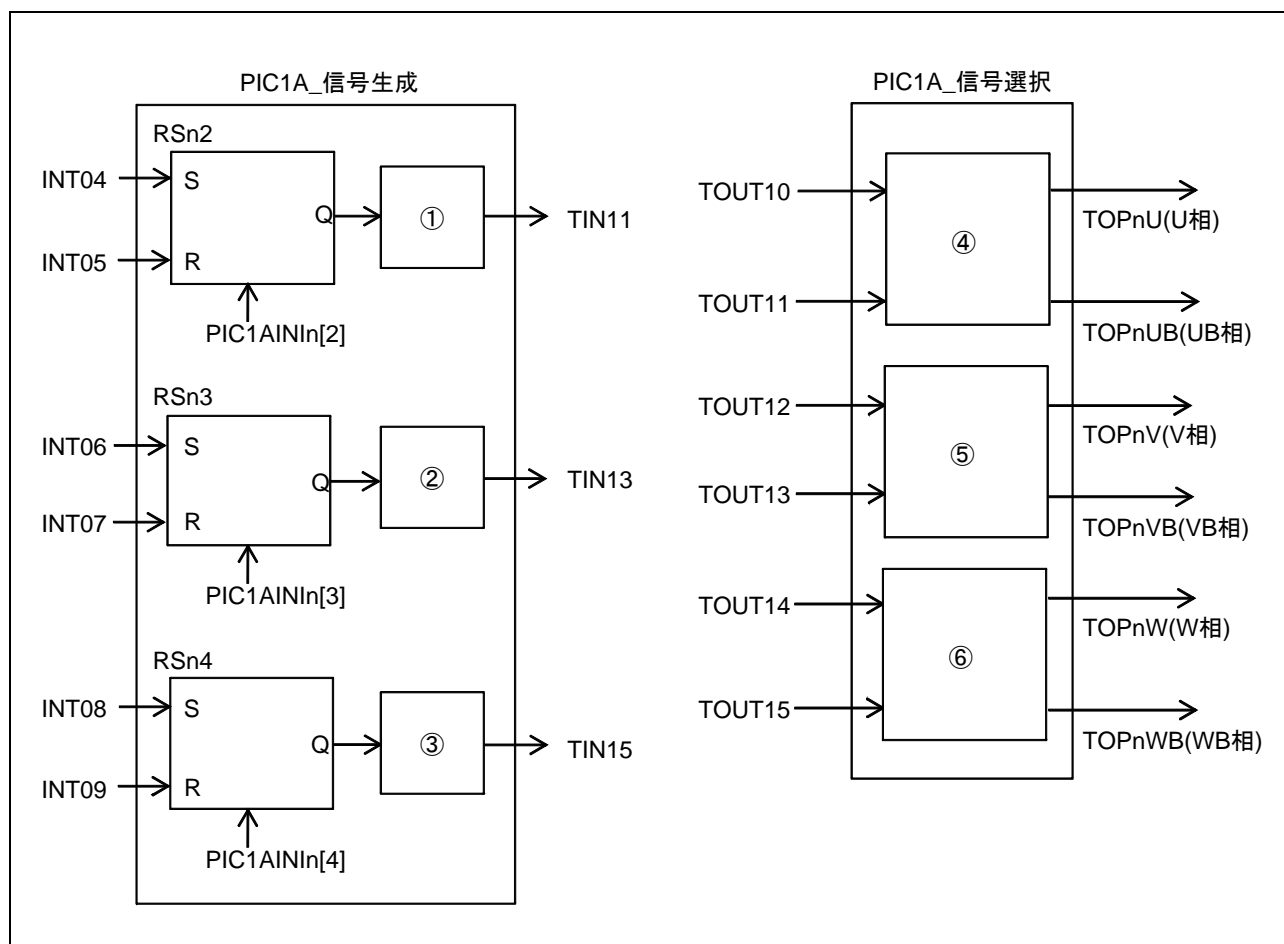 PIC1A_信号生成
RSn2
INT04
S
Q
①
TIN11
INT05
R
PIC1AINIn[2]
RSn3
INT06
S
Q
②
TIN13
INT07
R
PIC1AINIn[3]
RSn4
INT08
S
Q
③
TIN15
INT09
R
PIC1AINIn[4]
PIC1A_信号選択
TOUT10
④
TOPnU(U相)
TOUT11
TOPnUB(UB相)
TOUT12
⑤
TOPnV(V相)
TOUT13
TOPnVB(VB相)
TOUT14
⑥
TOPnW(W相)
TOUT15
TOPnWB(WB相)